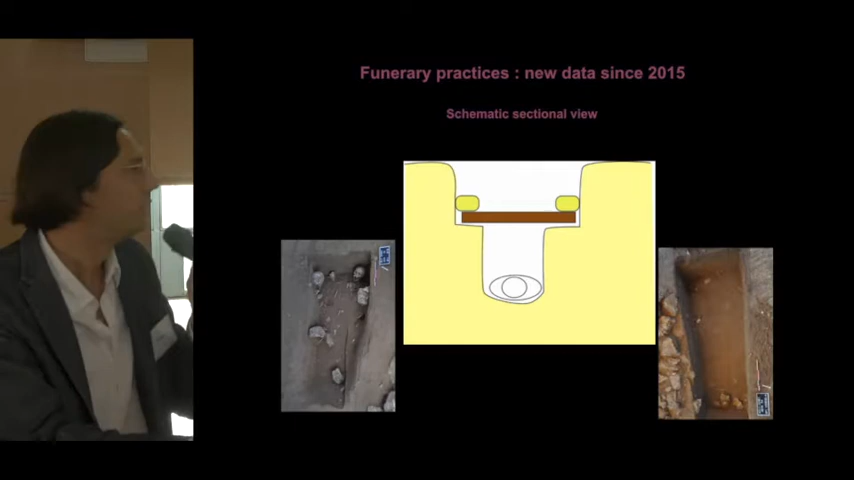 Funerary practices : new data since 2015
Schematic sectional view